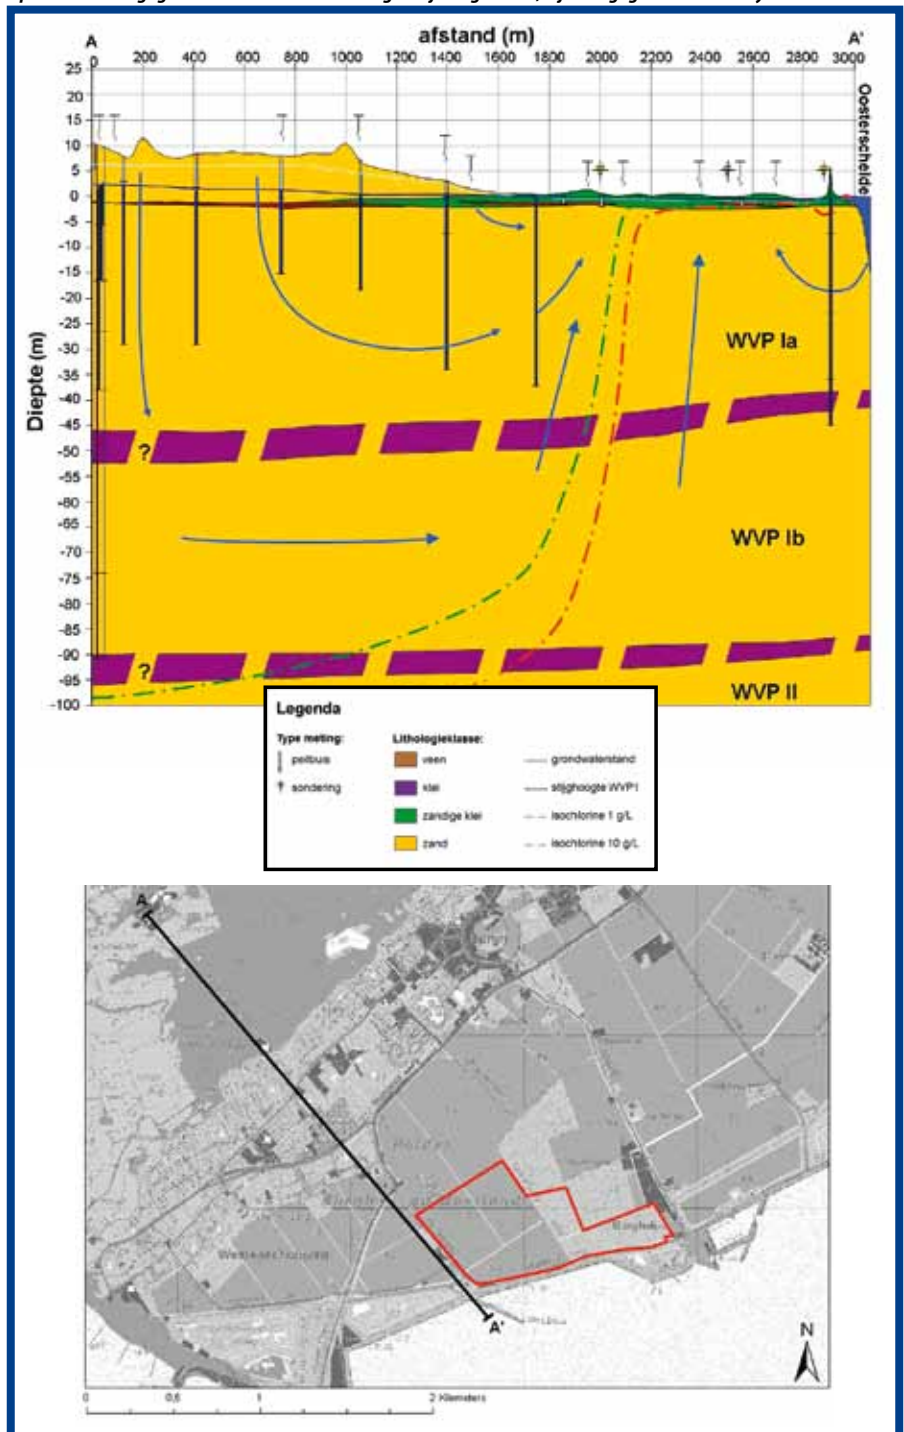 afstand (m)
A
A'
0 200 400 600 800 1000 1200 1400 1600 1800 2000 2200 2400 2600 2800 3000
Oosterschelde
Diepte (m)
25
20
15
10
5
0
-5
-10
-15
-20
-25
-30
-35
-40
-45
-50
-55
-60
-65
-70
-75
-80
-85
-90
-95
-100
WVP Ia
?
WVP Ib
?
WVP II
Legenda
Type meting:
peilbuis
sondering
Lithologieklasse:
veen
klei
zandige klei
zand
grondwaterstand
stijghoogte WVP1
isochlorine 1 g/L
isochlorine 10 g/L
A
A'
N
0 0,5 1 2 Kilometers